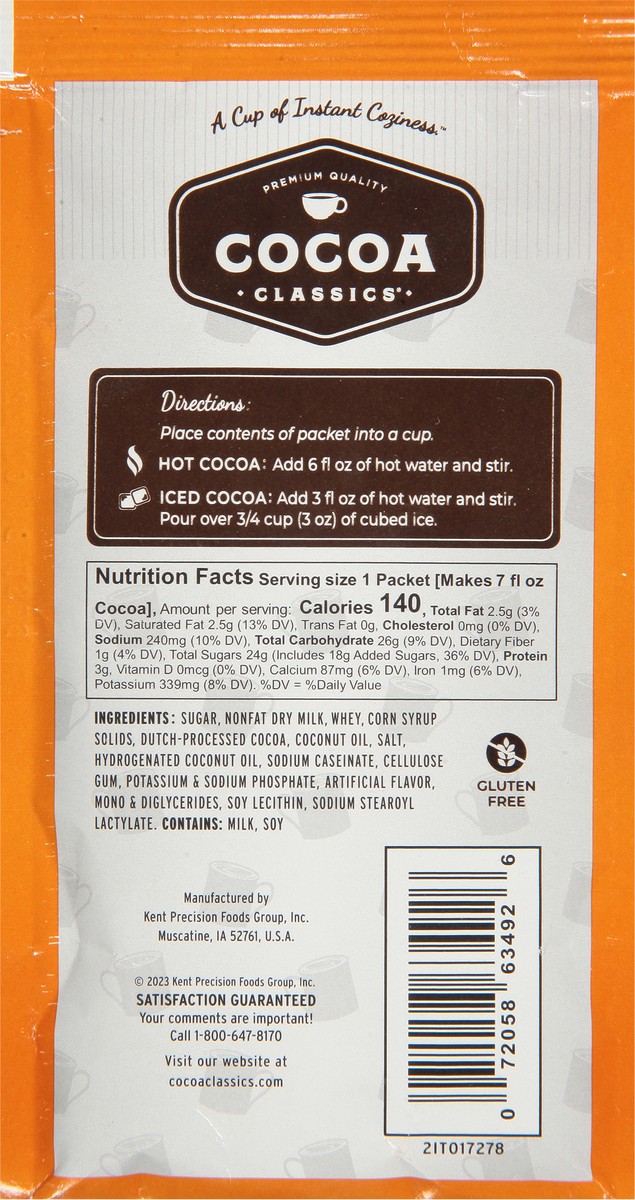 A Cup of Instant Coziness.™
PREMIUM QUALITY
COCOA
• CLASSICS® •
Directions:
Place contents of packet into a cup.
HOT COCOA: Add 6 fl oz of hot water and stir.
ICED COCOA: Add 3 fl oz of hot water and stir.
Pour over 3/4 cup (3 oz) of cubed ice.
Nutrition Facts Serving size 1 Packet [Makes 7 fl oz
Cocoa], Amount per serving: Calories 140, Total Fat 2.5g (3%
DV), Saturated Fat 2.5g (13% DV), Trans Fat 0g, Cholesterol 0mg (0% DV),
Sodium 240mg (10% DV), Total Carbohydrate 26g (9% DV), Dietary Fiber
1g (4% DV), Total Sugars 24g (Includes 18g Added Sugars, 36% DV), Protein
3g, Vitamin D 0mcg (0% DV), Calcium 87mg (6% DV), Iron 1mg (6% DV),
Potassium 339mg (8% DV). %DV = %Daily Value
INGREDIENTS: SUGAR, NONFAT DRY MILK, WHEY, CORN SYRUP
SOLIDS, DUTCH-PROCESSED COCOA, COCONUT OIL, SALT,
HYDROGENATED COCONUT OIL, SODIUM CASEINATE, CELLULOSE
GUM, POTASSIUM & SODIUM PHOSPHATE, ARTIFICIAL FLAVOR,
MONO & DIGLYCERIDES, SOY LECITHIN, SODIUM STEAROYL
LACTYLATE. CONTAINS: MILK, SOY
GLUTEN
FREE
Manufactured by
Kent Precision Foods Group, Inc.
Muscatine, IA 52761, U.S.A.
© 2023 Kent Precision Foods Group, Inc.
SATISFACTION GUARANTEED
Your comments are important!
Call 1-800-647-8170
Visit our website at
cocoaclassics.com
0 72058 63492 6
21T017278